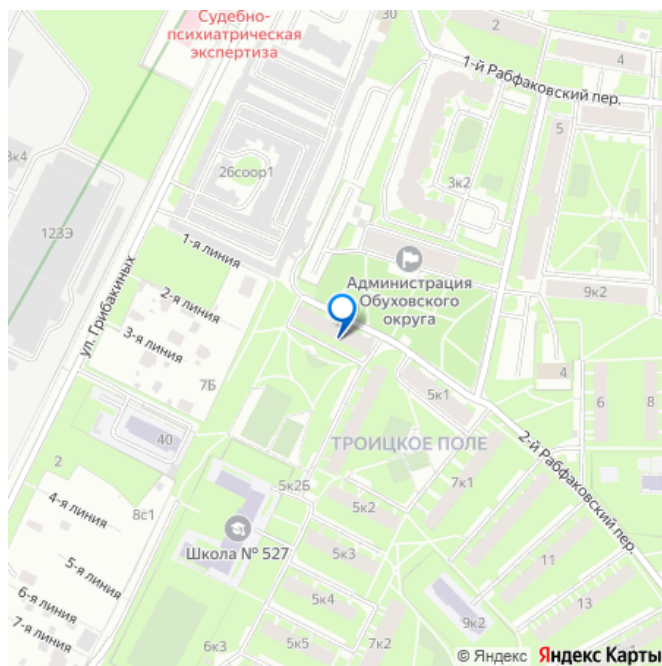 Судебно-
психиатрическая
экспертиза
30
2
4
1-й Рабфаковский пер.
5
26соор1
3к2
123Э
1-я линия
Администрация
Обуховского
округа
9к2
2-я линия
ул. Грибакиных
3-я линия
7Б
4
5к1
6
8
40
ТРОИЦКОЕ ПОЛЕ
2-й Рабфаковский пер.
2
5к2Б
7к1
4-я линия
8с1
5к2
Школа № 527
5к3
11
5-я линия
5к4
13
6-я линия
9к2
7-я линия
6к3
5к5
7к2
© Яндекс Яндекс Карты